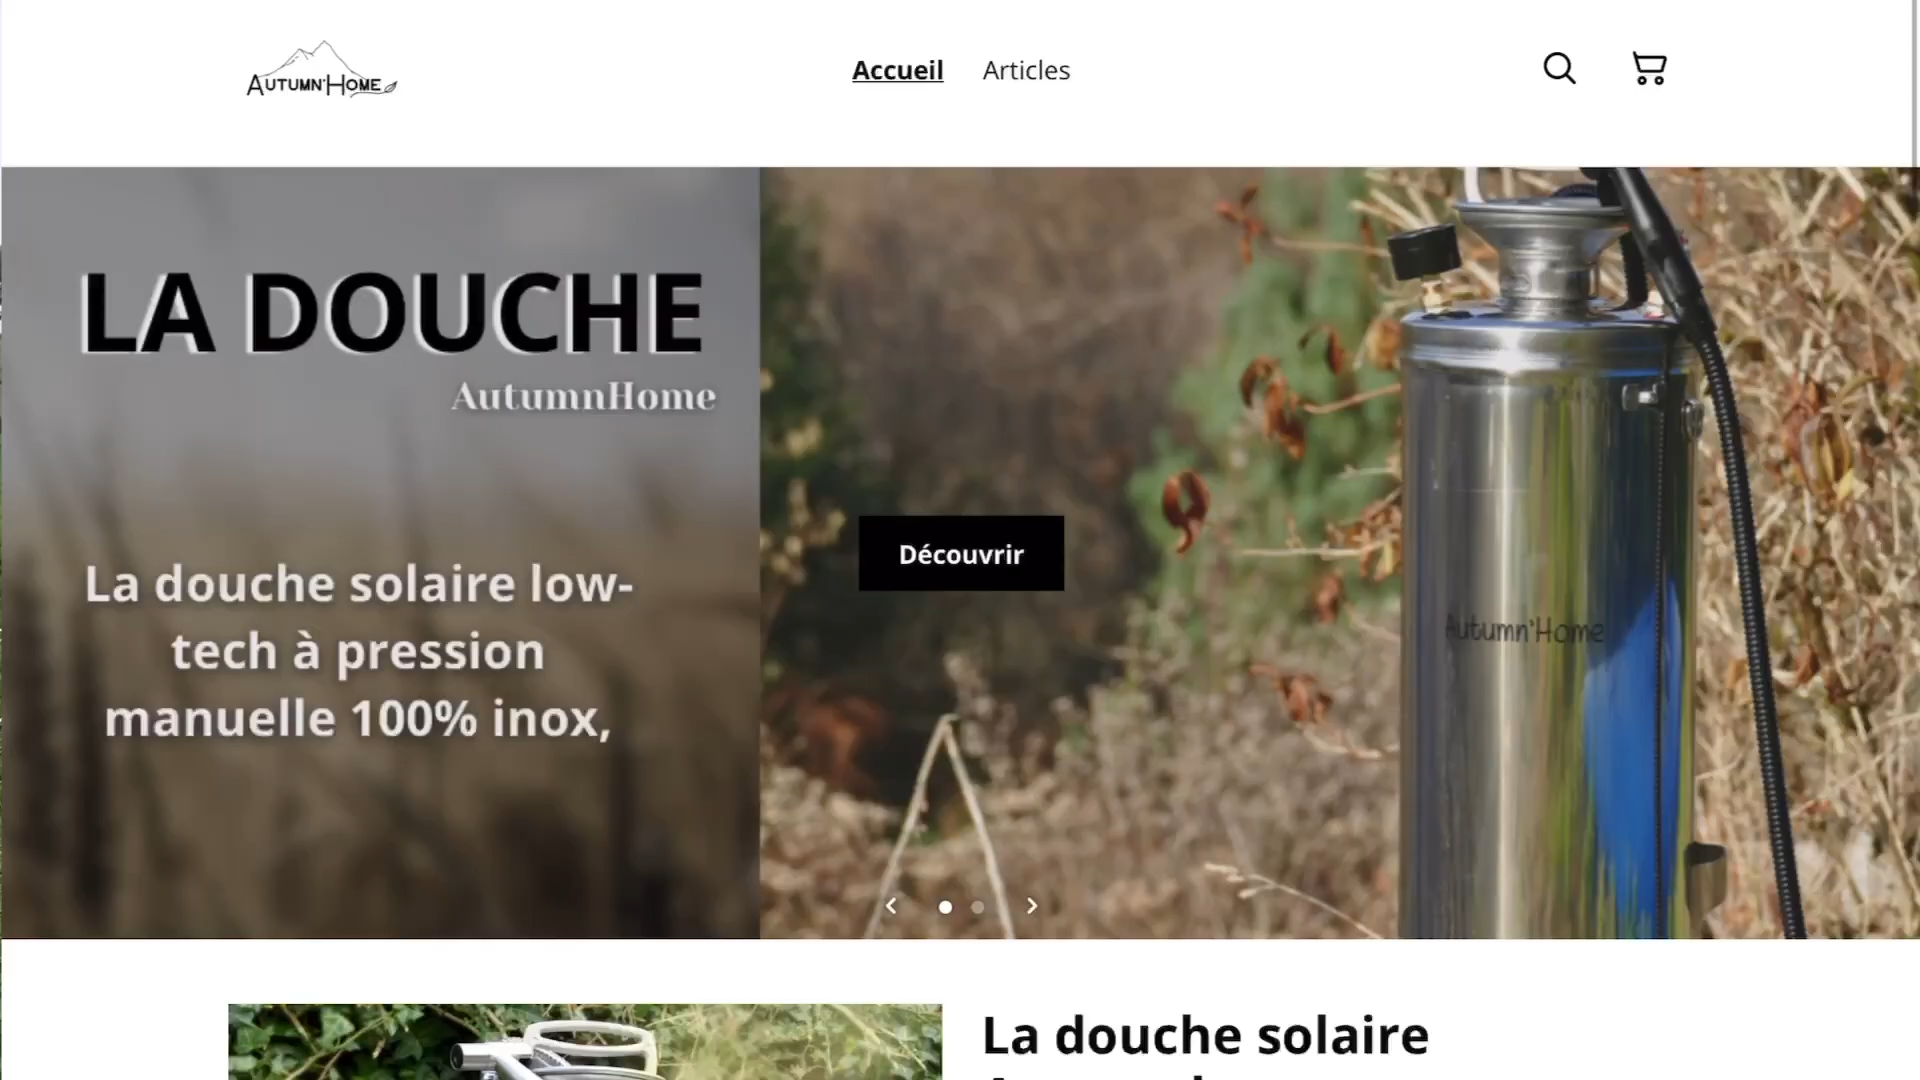 AUTUMN'HOME
Accueil
Articles
LA DOUCHE
AutumnHome
La douche solaire low-
tech à pression
manuelle 100% inox,
Découvrir
Autumn'Home
La douche solaire